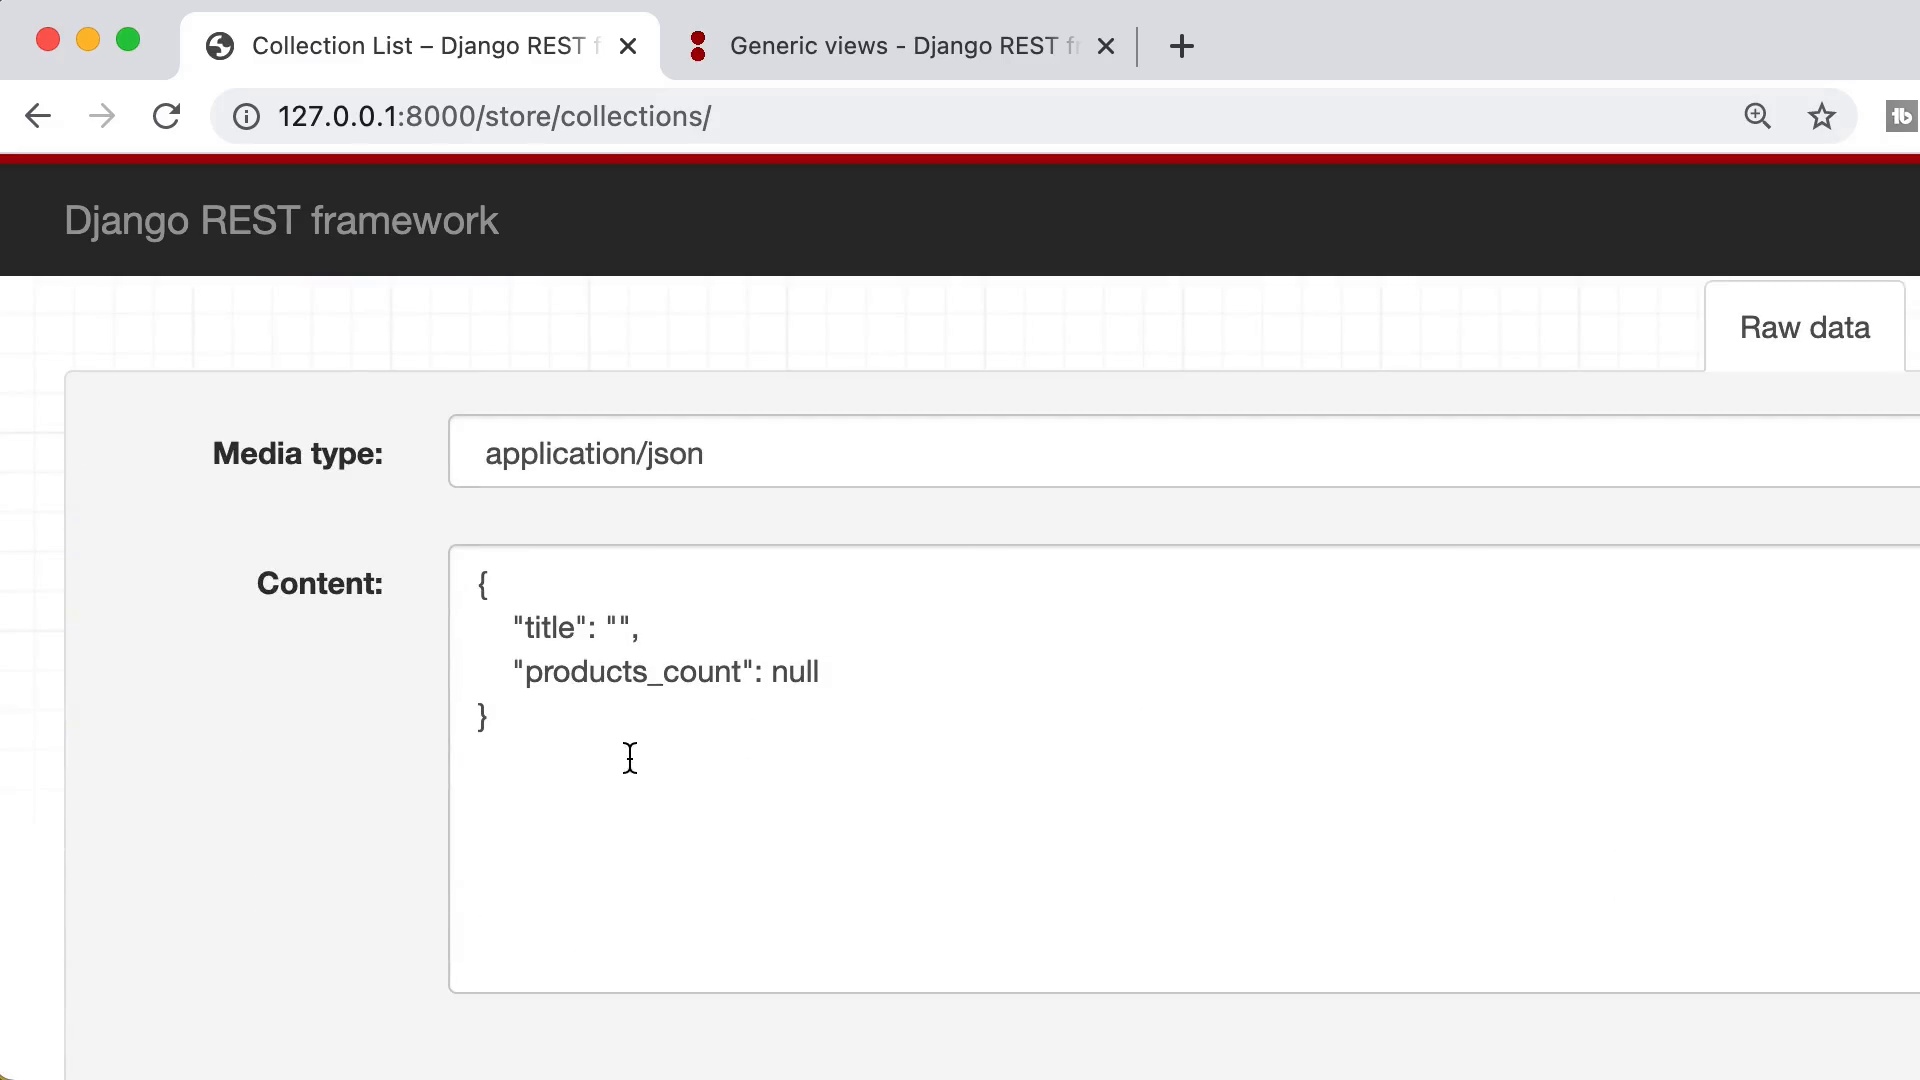 Collection List – Django REST f
Generic views - Django REST fr
127.0.0.1:8000/store/collections/
Django REST framework
Raw data
Media type:
application/json
Content:
{
"title": "",
"products_count": null
}